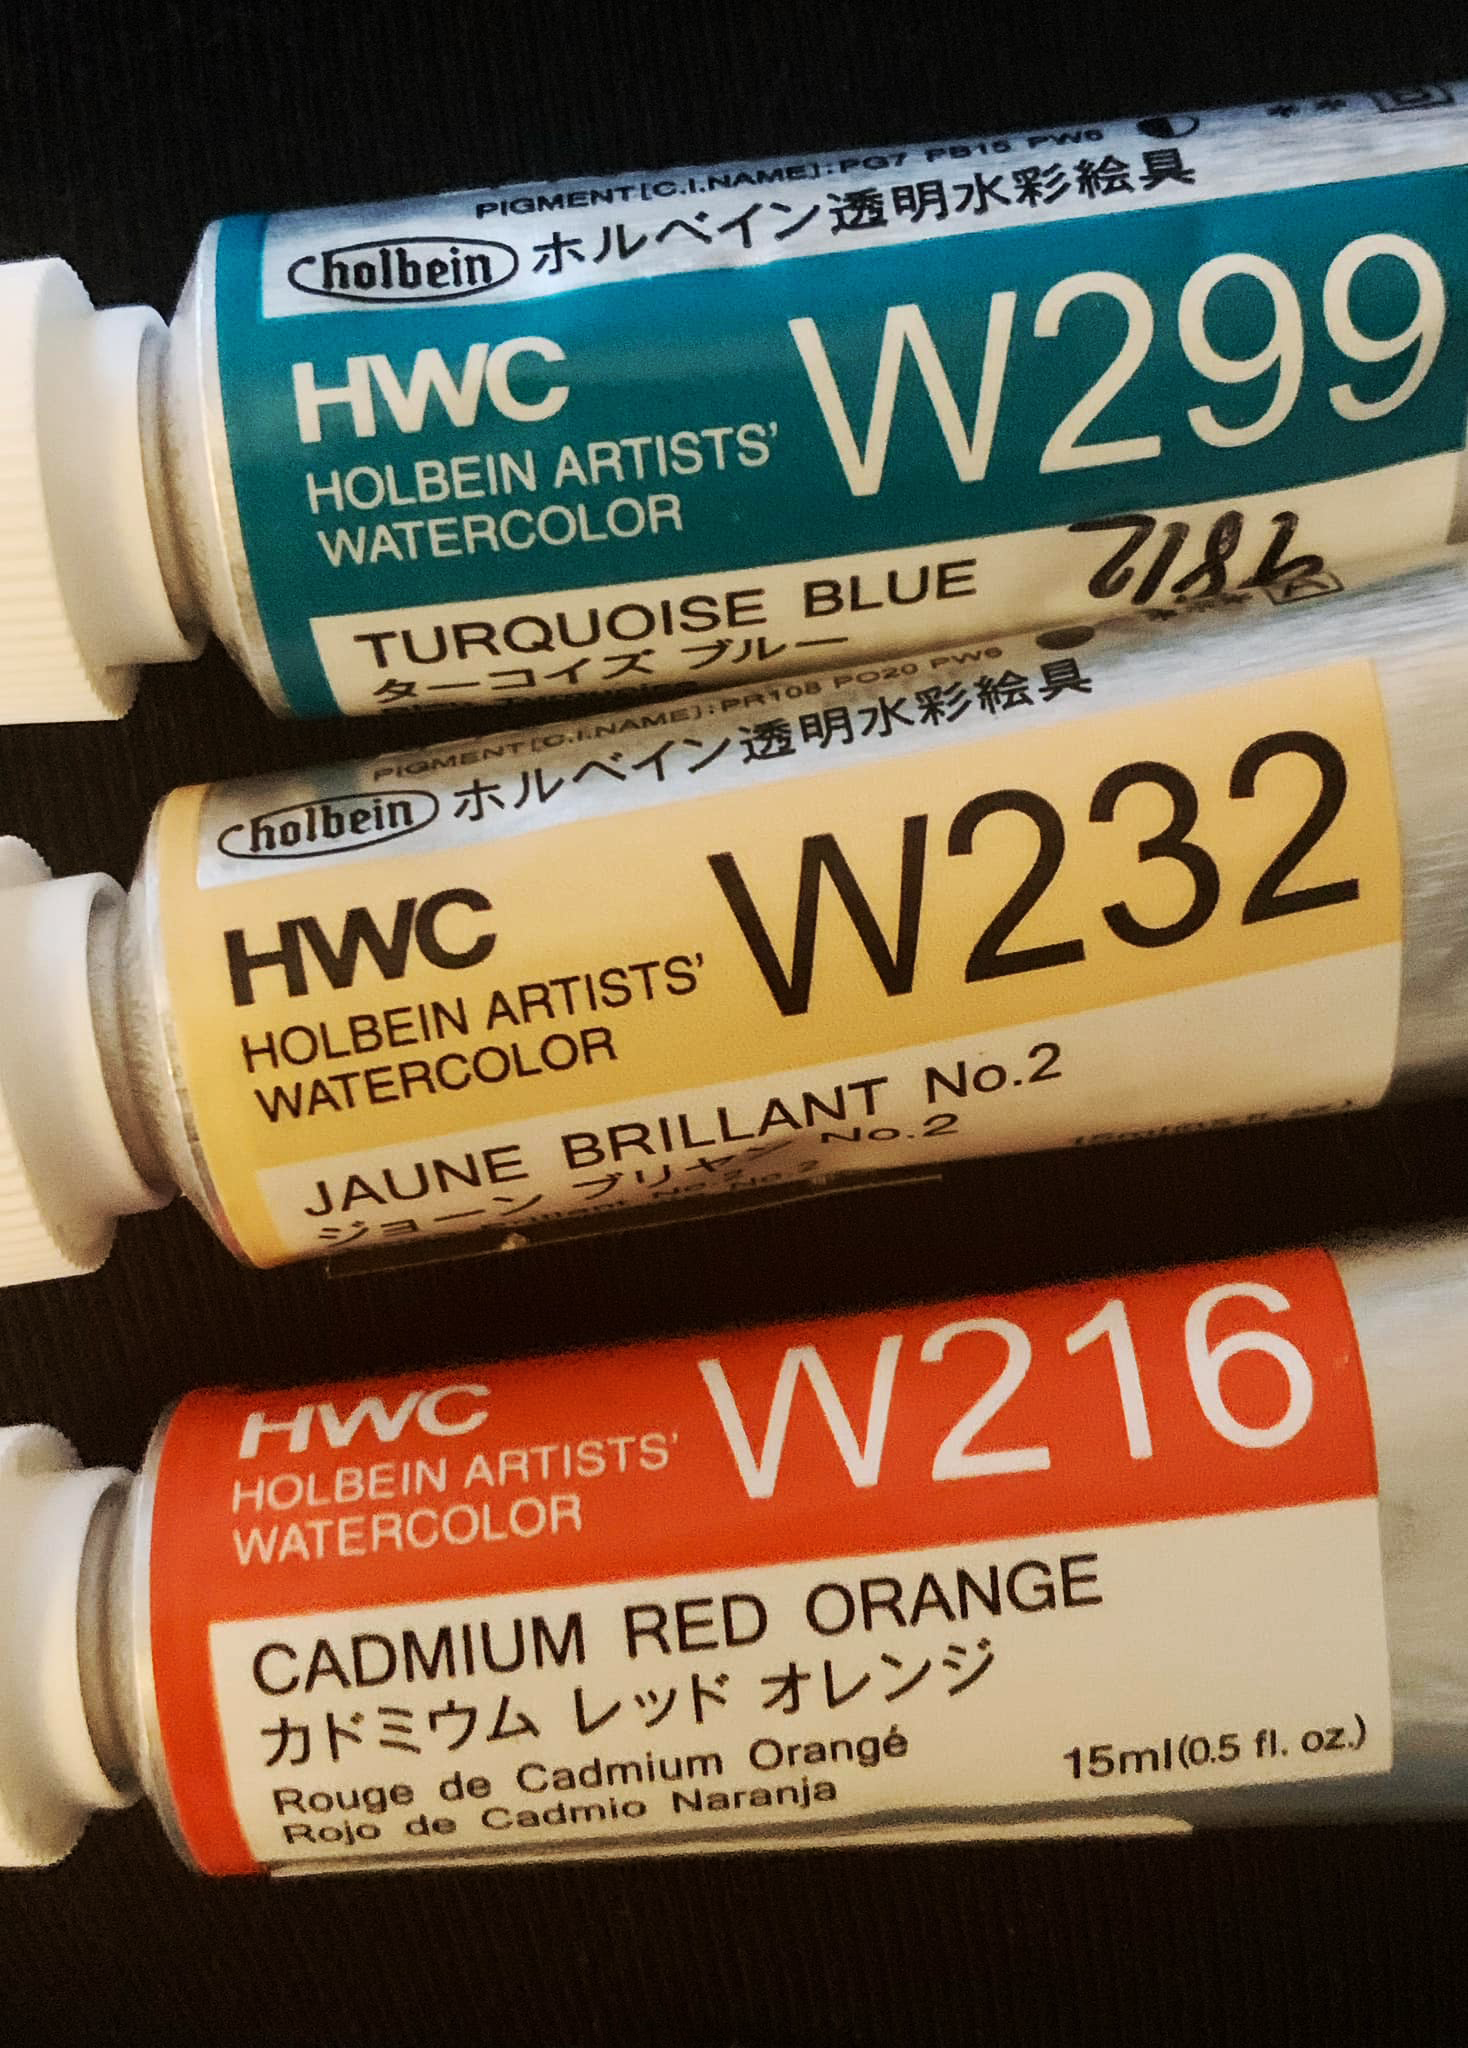 PIGMENT[C.I.NAME]:PG7 PB15 PW6 ** B
holbein ホルベイン透明水彩絵具
HWC W299
HOLBEIN ARTISTS'
WATERCOLOR
TURQUOISE BLUE
ターコイズ ブルー
PIGMENT[C.I.NAME]:PR108 PO20 PW6 *** A
holbein ホルベイン透明水彩絵具
HWC W232
HOLBEIN ARTISTS'
WATERCOLOR
JAUNE BRILLANT No.2
ジョーン ブリヤン No.2
HWC W216
HOLBEIN ARTISTS'
WATERCOLOR
CADMIUM RED ORANGE
カドミウム レッド オレンジ
Rouge de Cadmium Orangé
Rojo de Cadmio Naranja
15ml(0.5 fl. oz.)